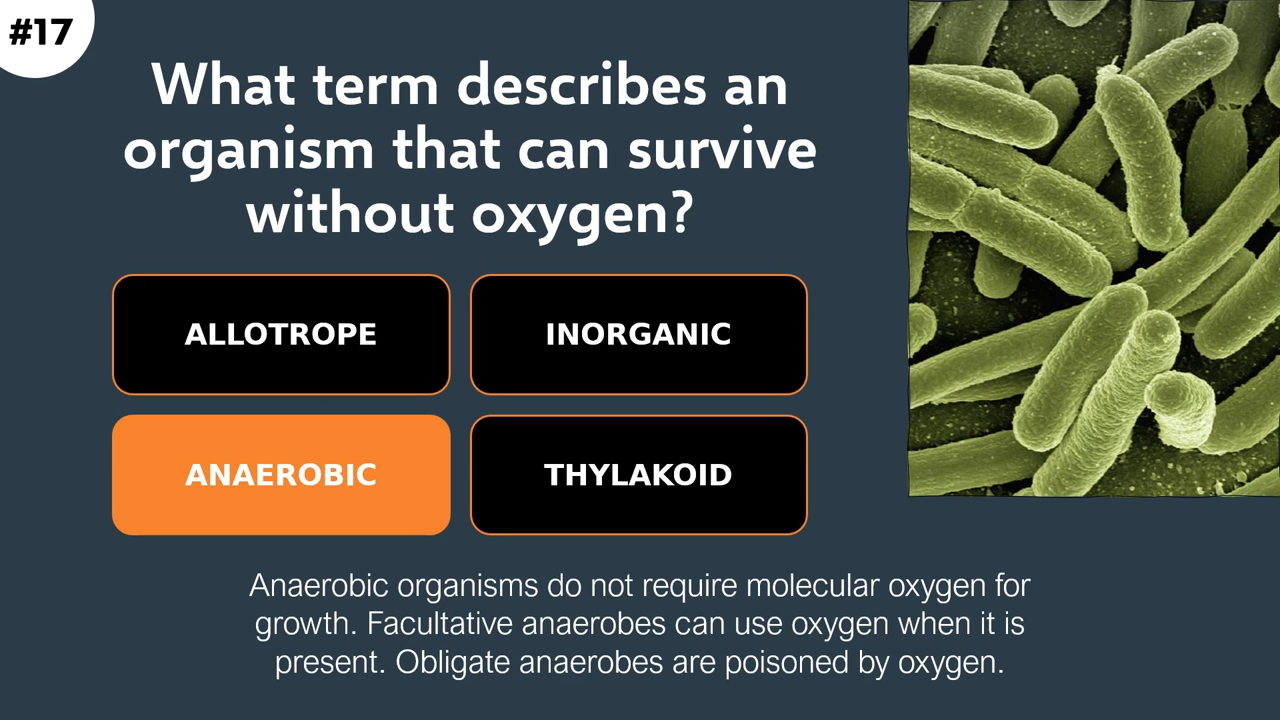 #17
What term describes an
organism that can survive
without oxygen?
ALLOTROPE
INORGANIC
ANAEROBIC
THYLAKOID
Anaerobic organisms do not require molecular oxygen for
growth. Facultative anaerobes can use oxygen when it is
present. Obligate anaerobes are poisoned by oxygen.